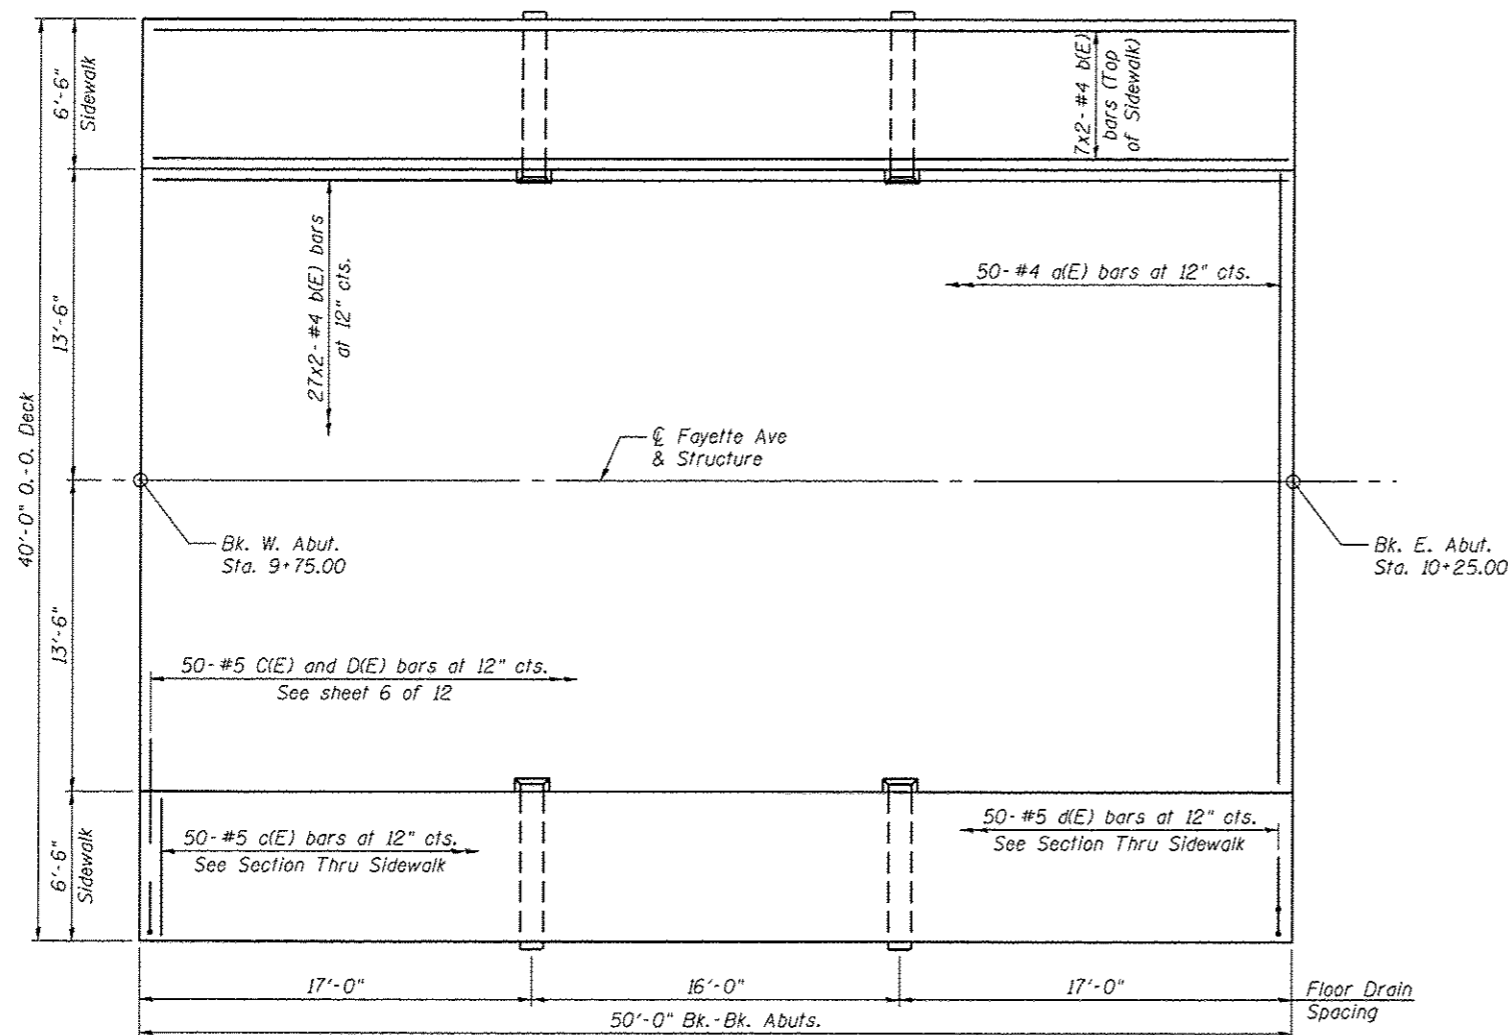 6'-6"
Sidewalk
7x2-#4 b(E)
bars (Top
of Sidewalk)
13'-6"
27x2-#4 b(E) bars
at 12" cts.
50-#4 a(E) bars at 12" cts.
40'-0" O.-O. Deck
℄ Fayette Ave
& Structure
Bk. W. Abut.
Sta. 9+75.00
Bk. E. Abut.
Sta. 10+25.00
13'-6"
50-#5 C(E) and D(E) bars at 12" cts.
See sheet 6 of 12
6'-6"
Sidewalk
50-#5 c(E) bars at 12" cts.
See Section Thru Sidewalk
50-#5 d(E) bars at 12" cts.
See Section Thru Sidewalk
17'-0"
16'-0"
17'-0"
Floor Drain
Spacing
50'-0" Bk.-Bk. Abuts.